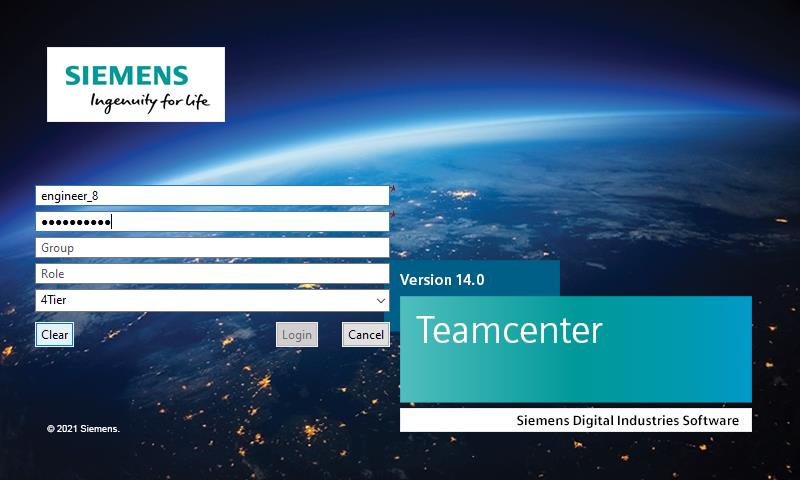 SIEMENS
Ingenuity for life
engineer_8
••••••••••
Group
Role
4Tier
Clear
Login
Cancel
Version 14.0
Teamcenter
Siemens Digital Industries Software
© 2021 Siemens.